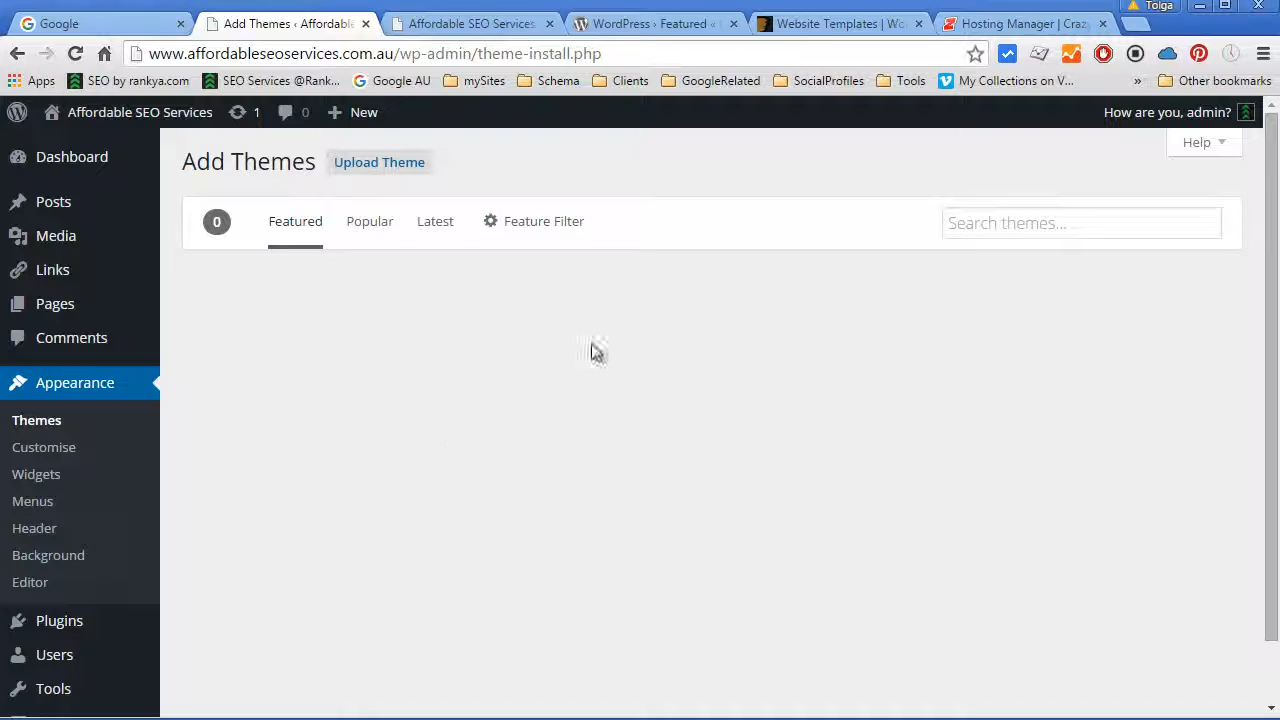 Tolga
Google
Add Themes ‹ Affordable
Affordable SEO Services
WordPress › Featured «
Website Templates | Wo
Hosting Manager | Craz
www.affordableseoservices.com.au/wp-admin/theme-install.php
Apps
SEO by rankya.com
SEO Services @Rank...
Google AU
mySites
Schema
Clients
GoogleRelated
SocialProfiles
Tools
My Collections on V...
»
Other bookmarks
Affordable SEO Services
1
0
New
How are you, admin?
Dashboard
Posts
Media
Links
Pages
Comments
Appearance
Themes
Customise
Widgets
Menus
Header
Background
Editor
Plugins
Users
Tools
Help
Add Themes
Upload Theme
0
Featured
Popular
Latest
Feature Filter
Search themes...